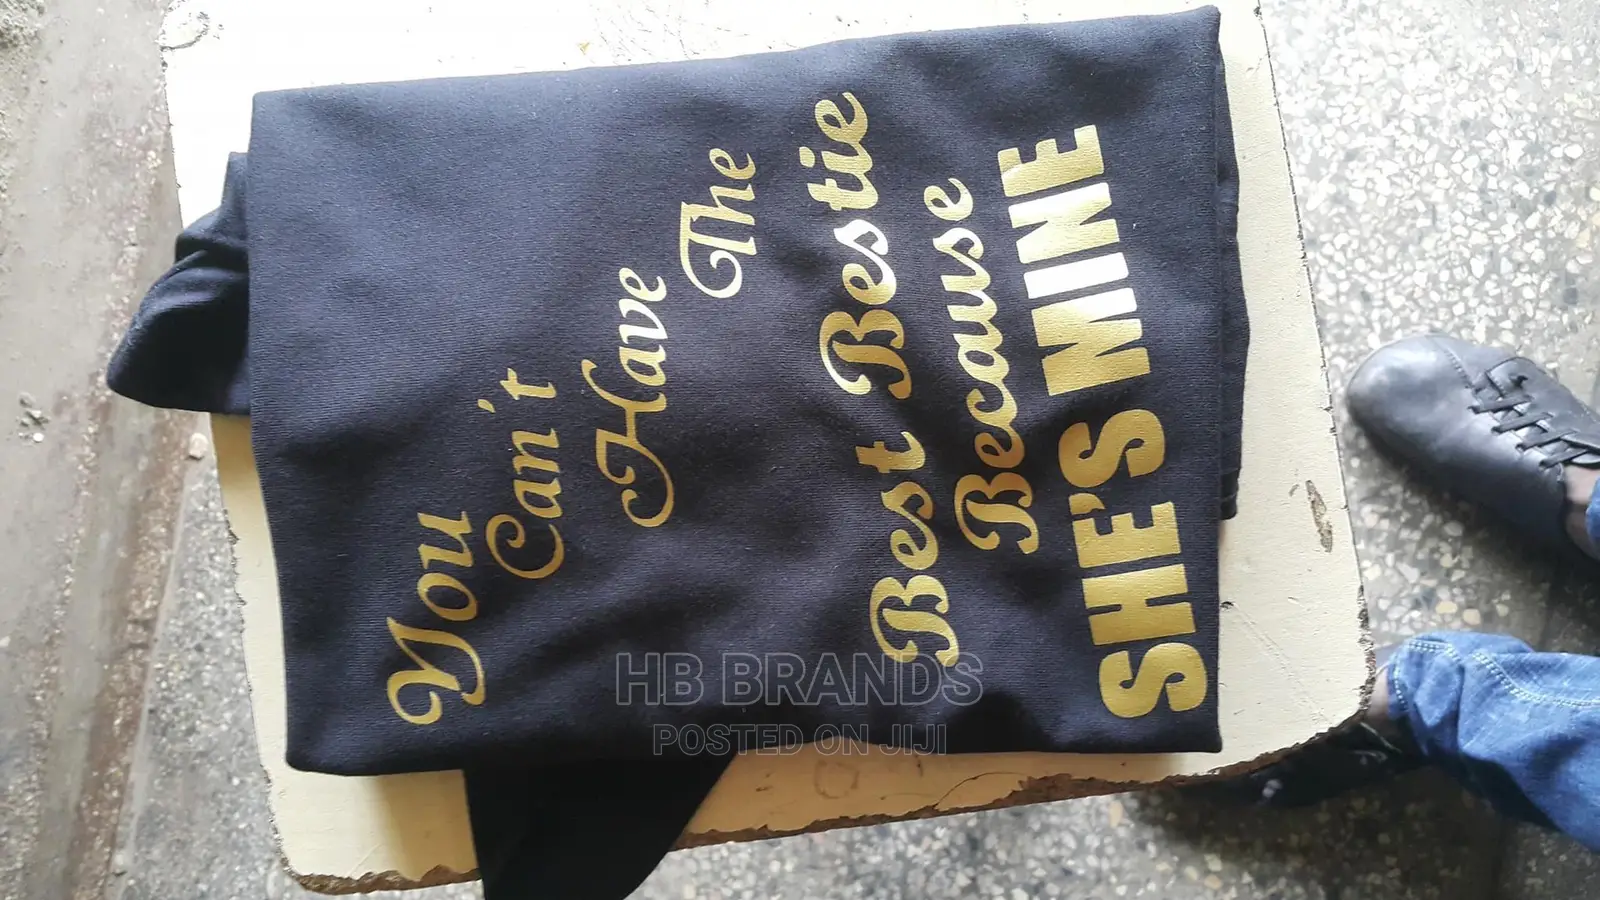 You
Can't
Have
The
Best Bestie
Because
SHE'S MINE
HB BRANDS
POSTED ON JIJI